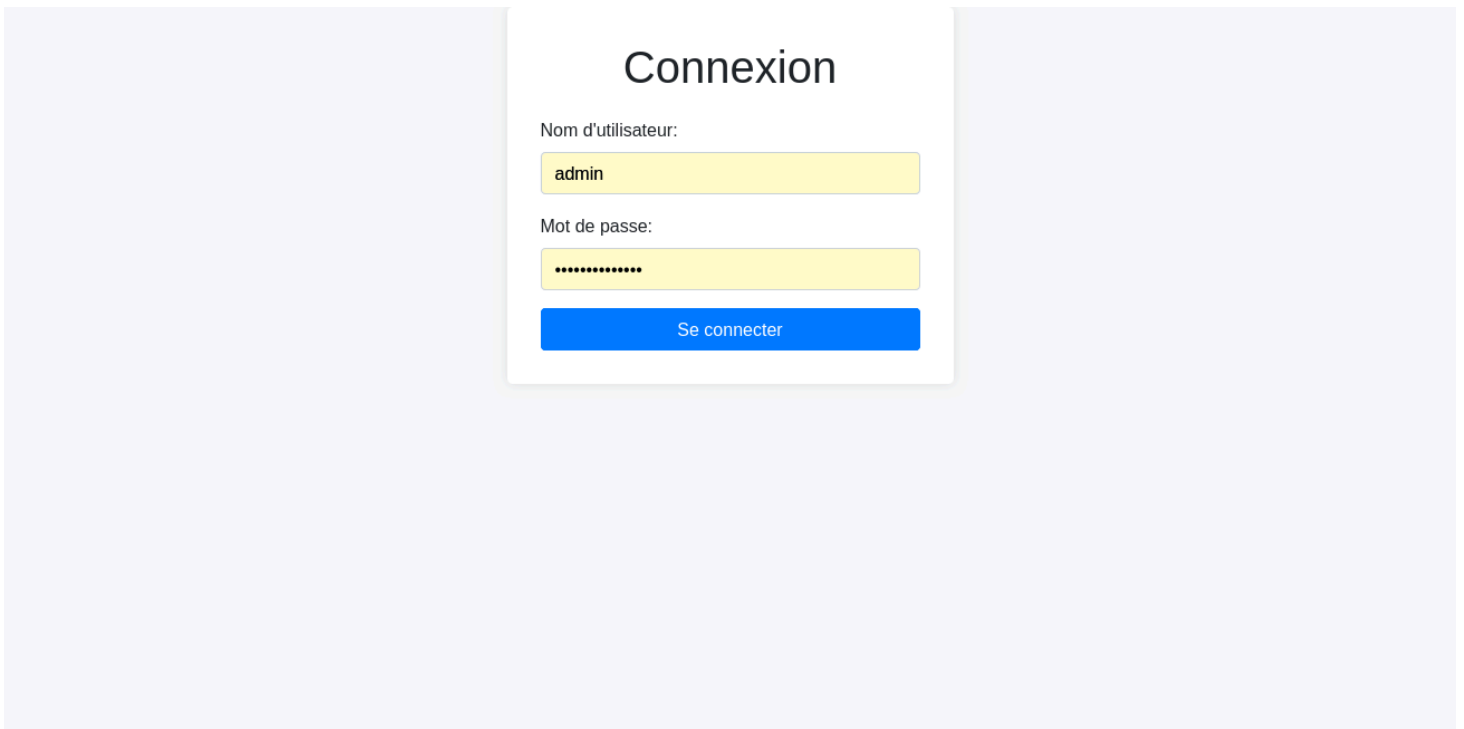 Connexion
Nom d'utilisateur:
admin
Mot de passe:
••••••••••••••
Se connecter